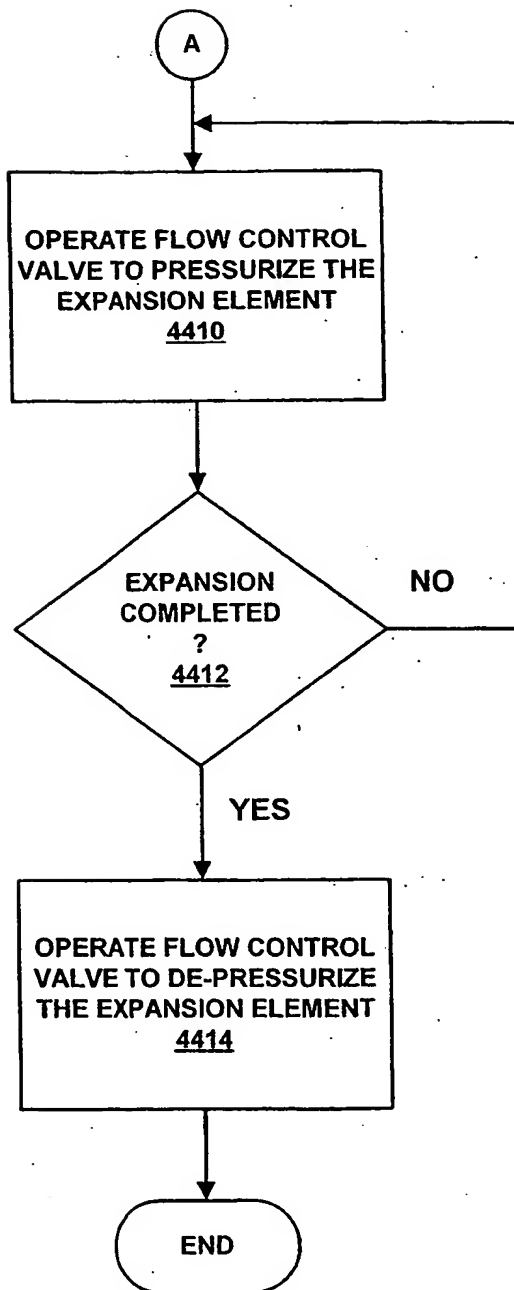 A
OPERATE FLOW CONTROL
VALVE TO PRESSURIZE THE
EXPANSION ELEMENT
4410
EXPANSION
COMPLETED
?
4412
NO
YES
OPERATE FLOW CONTROL
VALVE TO DE-PRESSURIZE
THE EXPANSION ELEMENT
4414
END